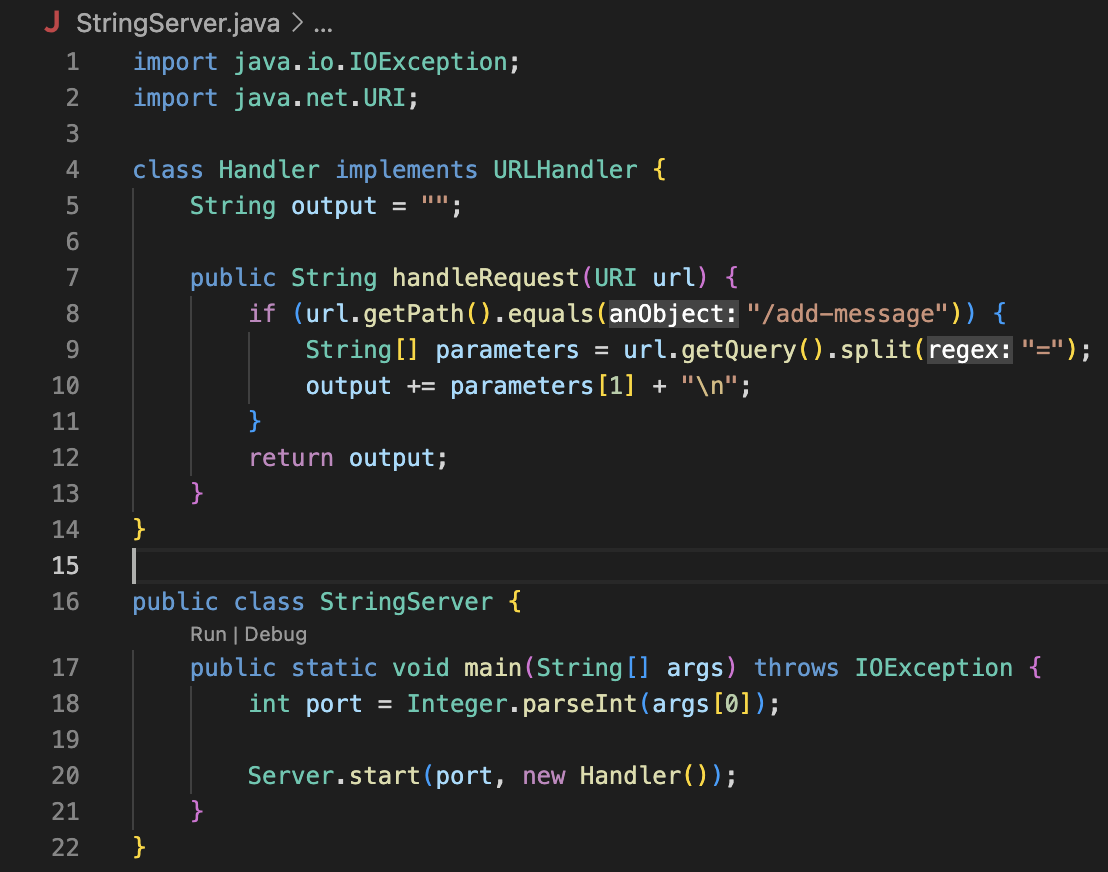 J StringServer.java > ...
1 import java.io.IOException;
2 import java.net.URI;
3
4 class Handler implements URLHandler {
5     String output = "";
6
7     public String handleRequest(URI url) {
8         if (url.getPath().equals(anObject: "/add-message")) {
9             String[] parameters = url.getQuery().split(regex: "=");
10             output += parameters[1] + "\n";
11         }
12         return output;
13     }
14 }
15
16 public class StringServer {
Run | Debug
17     public static void main(String[] args) throws IOException {
18         int port = Integer.parseInt(args[0]);
19
20         Server.start(port, new Handler());
21     }
22 }